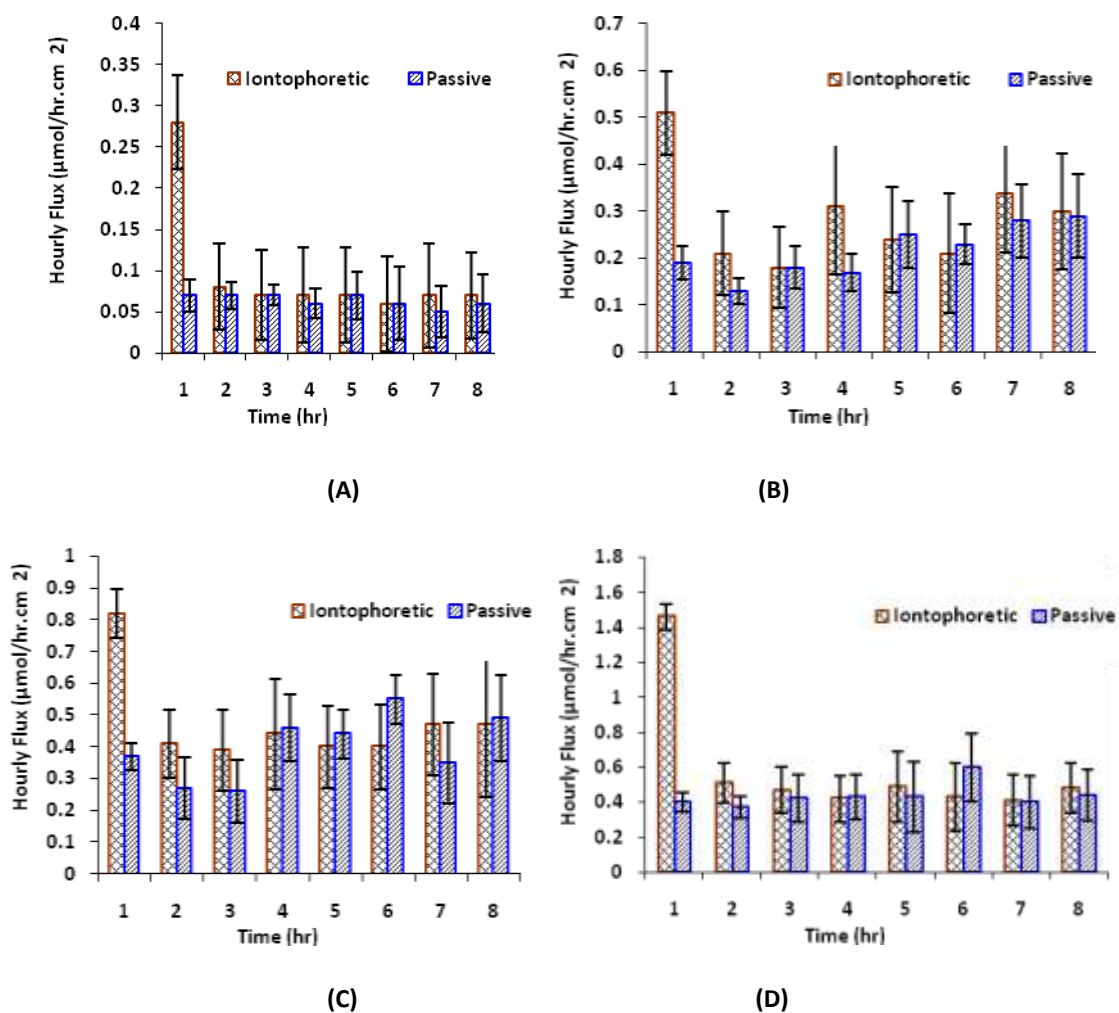 Hourly Flux (µmol/hr.cm 2)
0.4
0.35
0.3
0.25
0.2
0.15
0.1
0.05
0
Iontophoretic Passive
1 2 3 4 5 6 7 8
Time (hr)
(A)
Hourly Flux (µmol/hr.cm 2)
0.7
0.6
0.5
0.4
0.3
0.2
0.1
0
Iontophoretic Passive
1 2 3 4 5 6 7 8
Time (hr)
(B)
Hourly Flux (µmol/hr.cm 2)
1
0.9
0.8
0.7
0.6
0.5
0.4
0.3
0.2
0.1
0
Iontophoretic Passive
1 2 3 4 5 6 7 8
Time (hr)
(C)
Hourly Flux (µmol/hr.cm 2)
1.8
1.6
1.4
1.2
1
0.8
0.6
0.4
0.2
0
Iontophoretic Passive
1 2 3 4 5 6 7 8
Time (hr)
(D)